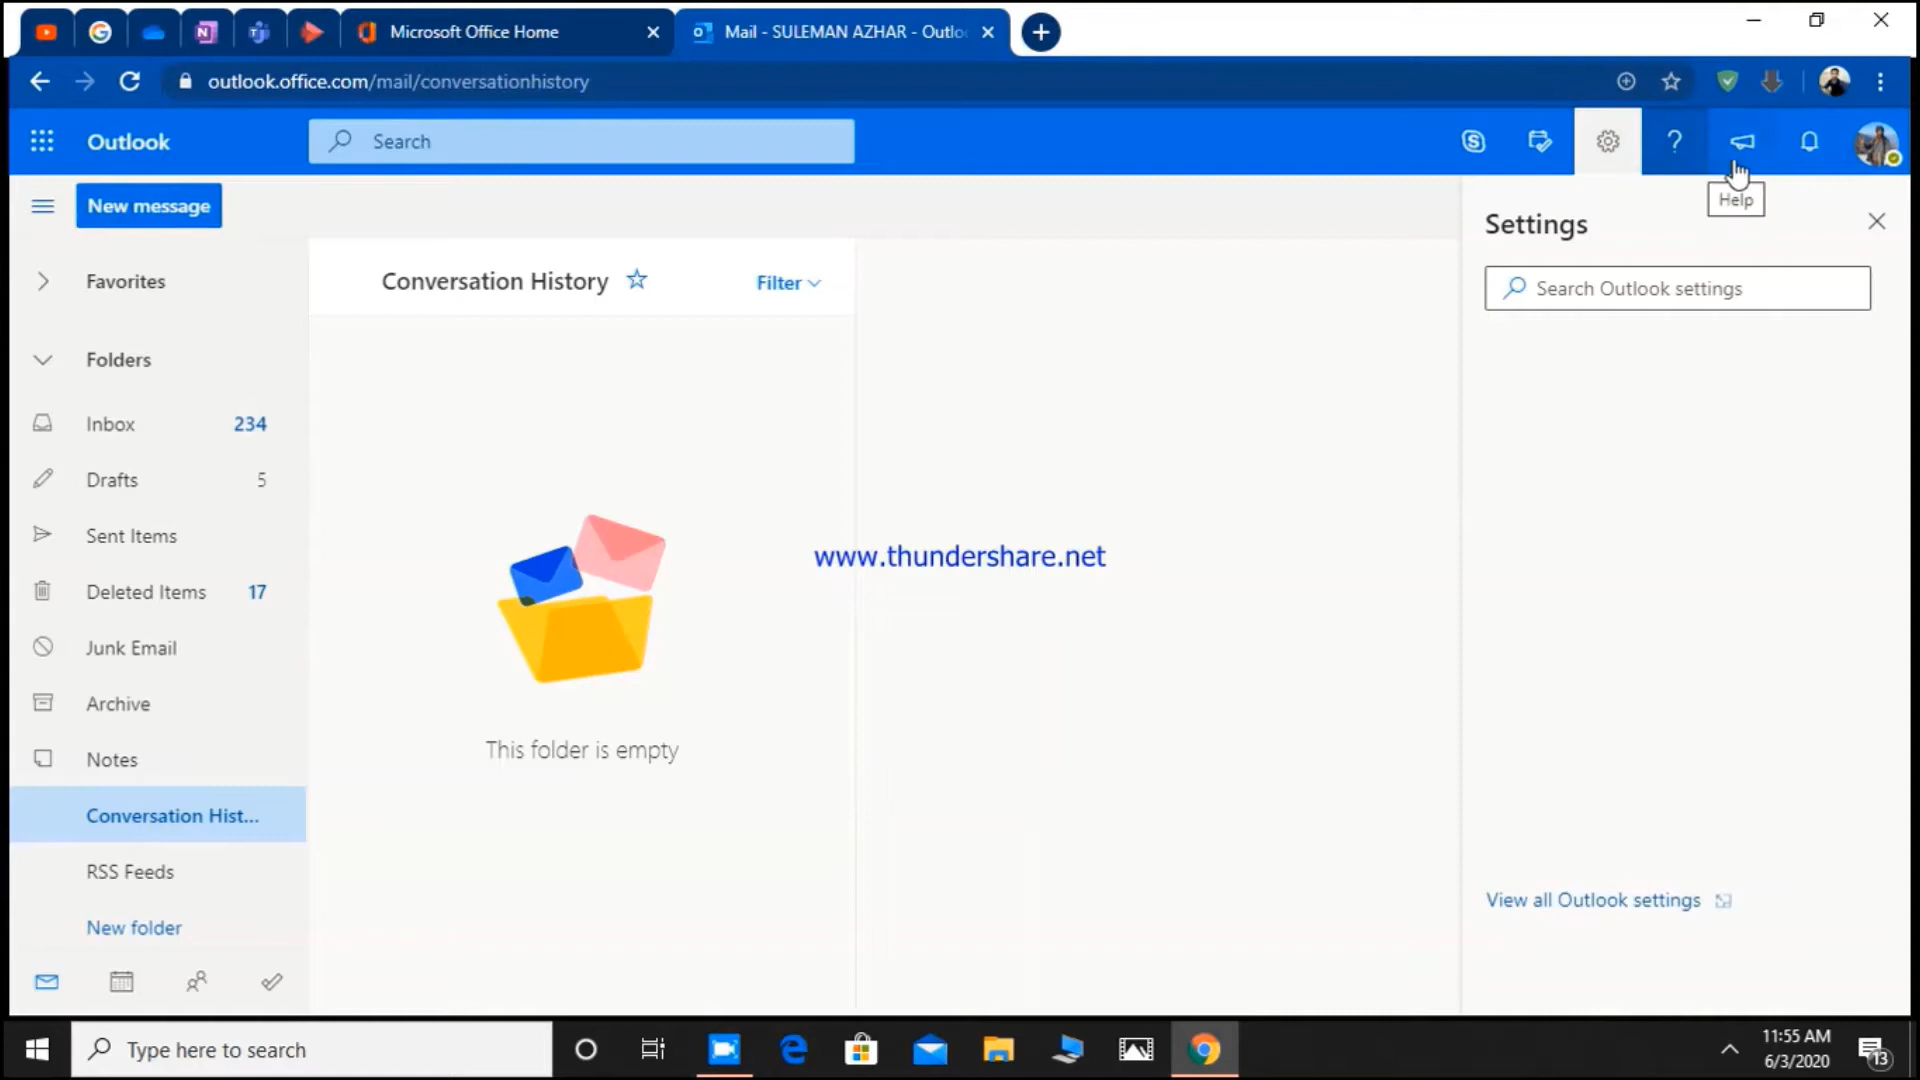 Microsoft Office Home
Mail - SULEMAN AZHAR - Outlo
outlook.office.com/mail/conversationhistory
Outlook
Search
New message
Help
Settings
Search Outlook settings
Favorites
Conversation History
Filter
Folders
Inbox 234
Drafts 5
Sent Items
Deleted Items 17
Junk Email
Archive
Notes
Conversation Hist...
RSS Feeds
New folder
This folder is empty
www.thundershare.net
View all Outlook settings
Type here to search
11:55 AM
6/3/2020
13